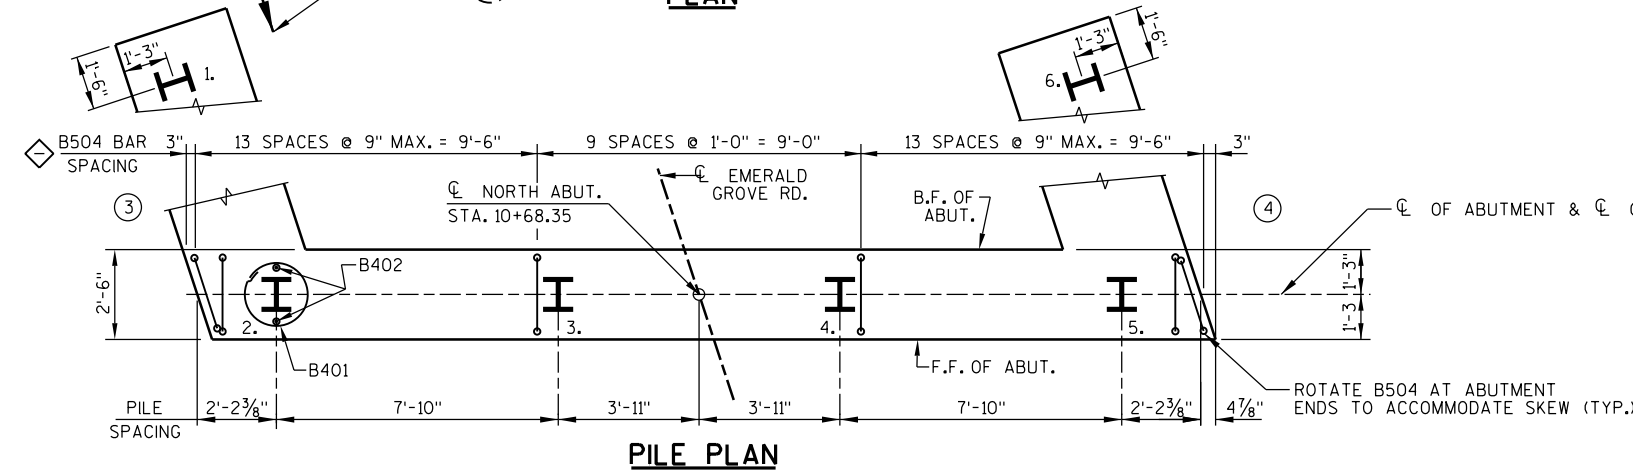 PLAN
1'-3"
1'-6"
1.
1'-3"
1'-6"
6.
B504 BAR 3" 13 SPACES @ 9" MAX. = 9'-6" 9 SPACES @ 1'-0" = 9'-0" 13 SPACES @ 9" MAX. = 9'-6" 3"
SPACING
℄ NORTH ABUT.
STA. 10+68.35
℄ EMERALD
GROVE RD.
B.F. OF
ABUT.
3
4
℄ OF ABUTMENT & ℄
B402
2'-6"
1'-3"
1'-3
2. 3. 4. 5.
B401
F.F. OF ABUT.
ROTATE B504 AT ABUTMENT
ENDS TO ACCOMMODATE SKEW (TYP.)
PILE 2'-2⅜" 7'-10" 3'-11" 3'-11" 7'-10" 2'-2⅜" 4⅞"
SPACING
PILE PLAN